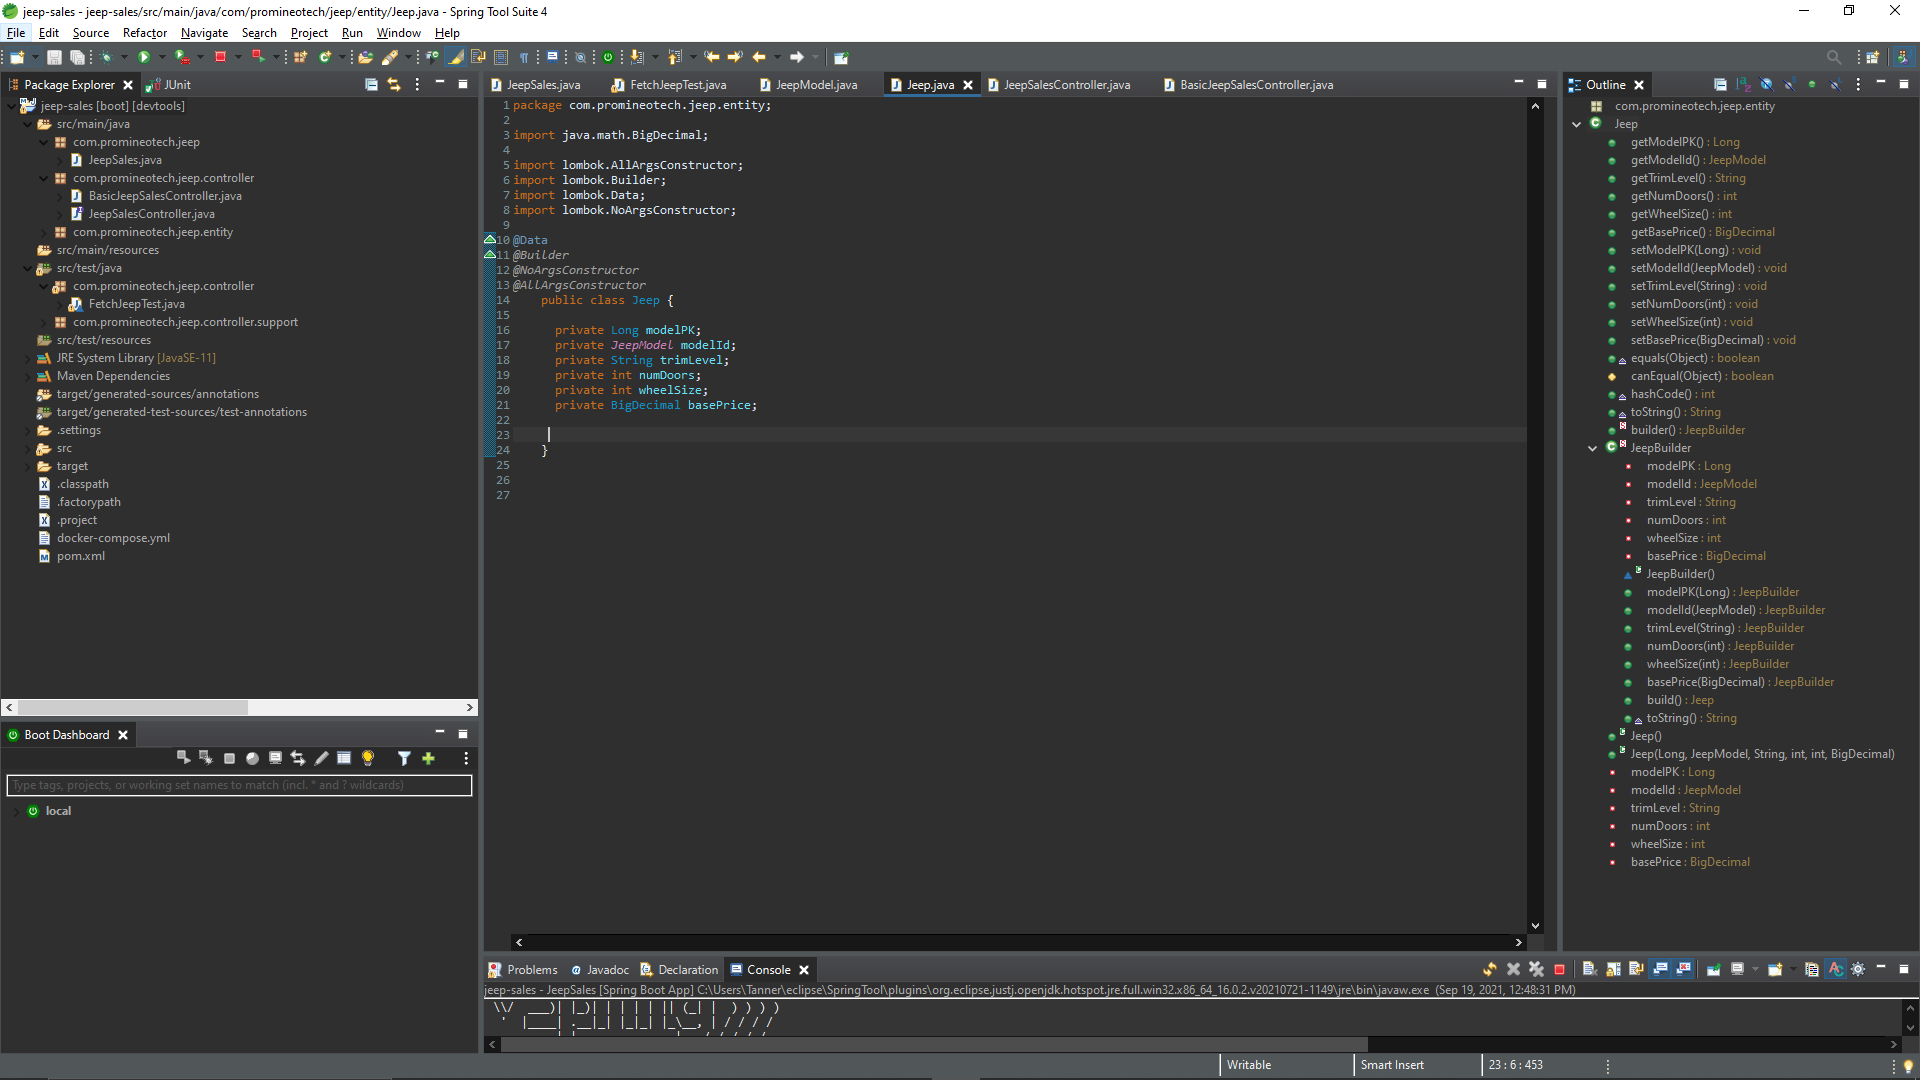 jeep-sales - jeep-sales/src/main/java/com/promineotech/jeep/entity/Jeep.java - Spring Tool Suite 4
File Edit Source Refactor Navigate Search Project Run Window Help
Package Explorer
JUnit
jeep-sales [boot] [devtools]
src/main/java
com.promineotech.jeep
JeepSales.java
com.promineotech.jeep.controller
BasicJeepSalesController.java
JeepSalesController.java
com.promineotech.jeep.entity
src/main/resources
src/test/java
com.promineotech.jeep.controller
FetchJeepTest.java
com.promineotech.jeep.controller.support
src/test/resources
JRE System Library [JavaSE-11]
Maven Dependencies
target/generated-sources/annotations
target/generated-test-sources/test-annotations
.settings
src
target
.classpath
.factorypath
.project
docker-compose.yml
pom.xml
Boot Dashboard
Type tags, projects, or working set names to match (incl. * and ? wildcards)
local
JeepSales.java FetchJeepTest.java JeepModel.java Jeep.java JeepSalesController.java BasicJeepSalesController.java
1 package com.promineotech.jeep.entity;
2
3 import java.math.BigDecimal;
4
5 import lombok.AllArgsConstructor;
6 import lombok.Builder;
7 import lombok.Data;
8 import lombok.NoArgsConstructor;
9
10 @Data
11 @Builder
12 @NoArgsConstructor
13 @AllArgsConstructor
14 public class Jeep {
15
16 private Long modelPK;
17 private JeepModel modelId;
18 private String trimLevel;
19 private int numDoors;
20 private int wheelSize;
21 private BigDecimal basePrice;
22
23
24 }
25
26
27
Outline
com.promineotech.jeep.entity
Jeep
getModelPK() : Long
getModelId() : JeepModel
getTrimLevel() : String
getNumDoors() : int
getWheelSize() : int
getBasePrice() : BigDecimal
setModelPK(Long) : void
setModelId(JeepModel) : void
setTrimLevel(String) : void
setNumDoors(int) : void
setWheelSize(int) : void
setBasePrice(BigDecimal) : void
equals(Object) : boolean
canEqual(Object) : boolean
hashCode() : int
toString() : String
builder() : JeepBuilder
JeepBuilder
modelPK : Long
modelId : JeepModel
trimLevel : String
numDoors : int
wheelSize : int
basePrice : BigDecimal
JeepBuilder()
modelPK(Long) : JeepBuilder
modelId(JeepModel) : JeepBuilder
trimLevel(String) : JeepBuilder
numDoors(int) : JeepBuilder
wheelSize(int) : JeepBuilder
basePrice(BigDecimal) : JeepBuilder
build() : Jeep
toString() : String
Jeep()
Jeep(Long, JeepModel, String, int, int, BigDecimal)
modelPK : Long
modelId : JeepModel
trimLevel : String
numDoors : int
wheelSize : int
basePrice : BigDecimal
Problems Javadoc Declaration Console
jeep-sales - JeepSales [Spring Boot App] C:\Users\Tanner\eclipse\SpringTool\plugins\org.eclipse.justj.openjdk.hotspot.jre.full.win32.x86_64_16.0.2.v20210721-1149\jre\bin\javaw.exe (Sep 19, 2021, 12:48:31 PM)
\\/  ___)| |_)| | | | | || (_| |  ) ) ) )
'  |____| .__|_| |_|_| |_\__, | / / / /
Writable
Smart Insert
23 : 6 : 453